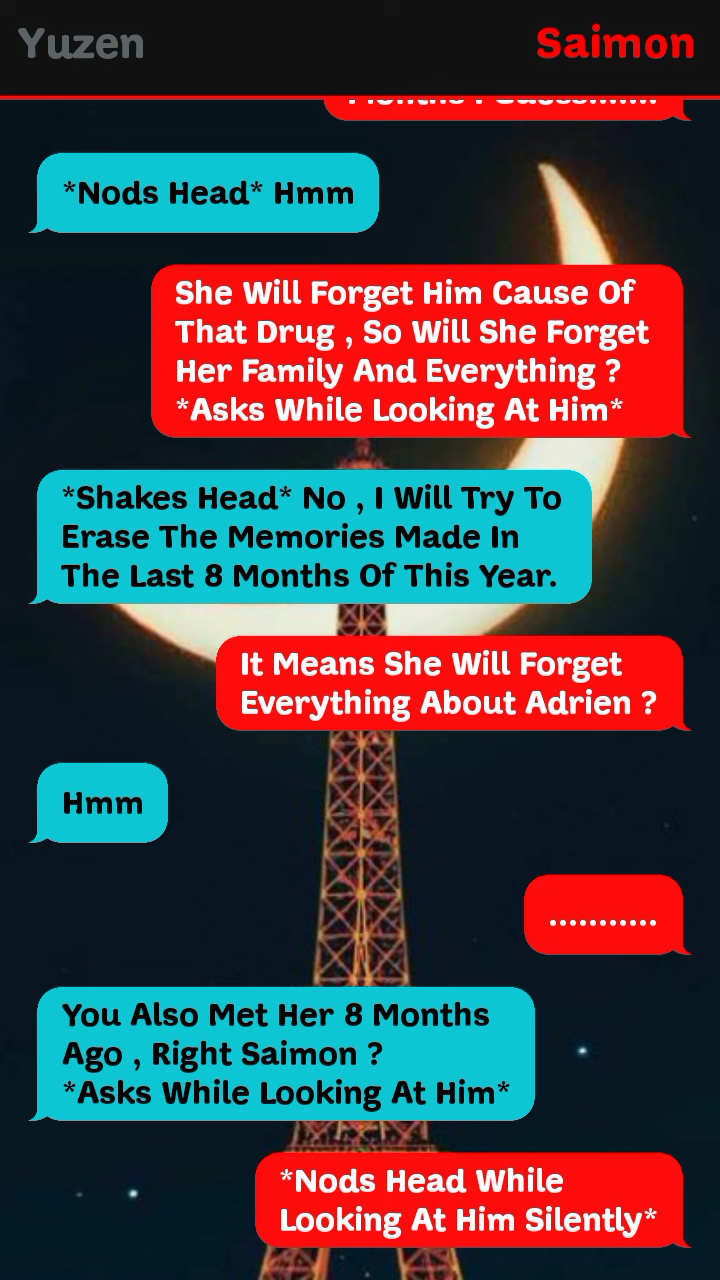 Yuzen
Saimon
*Nods Head* Hmm
She Will Forget Him Cause Of
That Drug , So Will She Forget
Her Family And Everything ?
*Asks While Looking At Him*
*Shakes Head* No , I Will Try To
Erase The Memories Made In
The Last 8 Months Of This Year.
It Means She Will Forget
Everything About Adrien ?
Hmm
...........
You Also Met Her 8 Months
Ago , Right Saimon ?
*Asks While Looking At Him*
*Nods Head While
Looking At Him Silently*